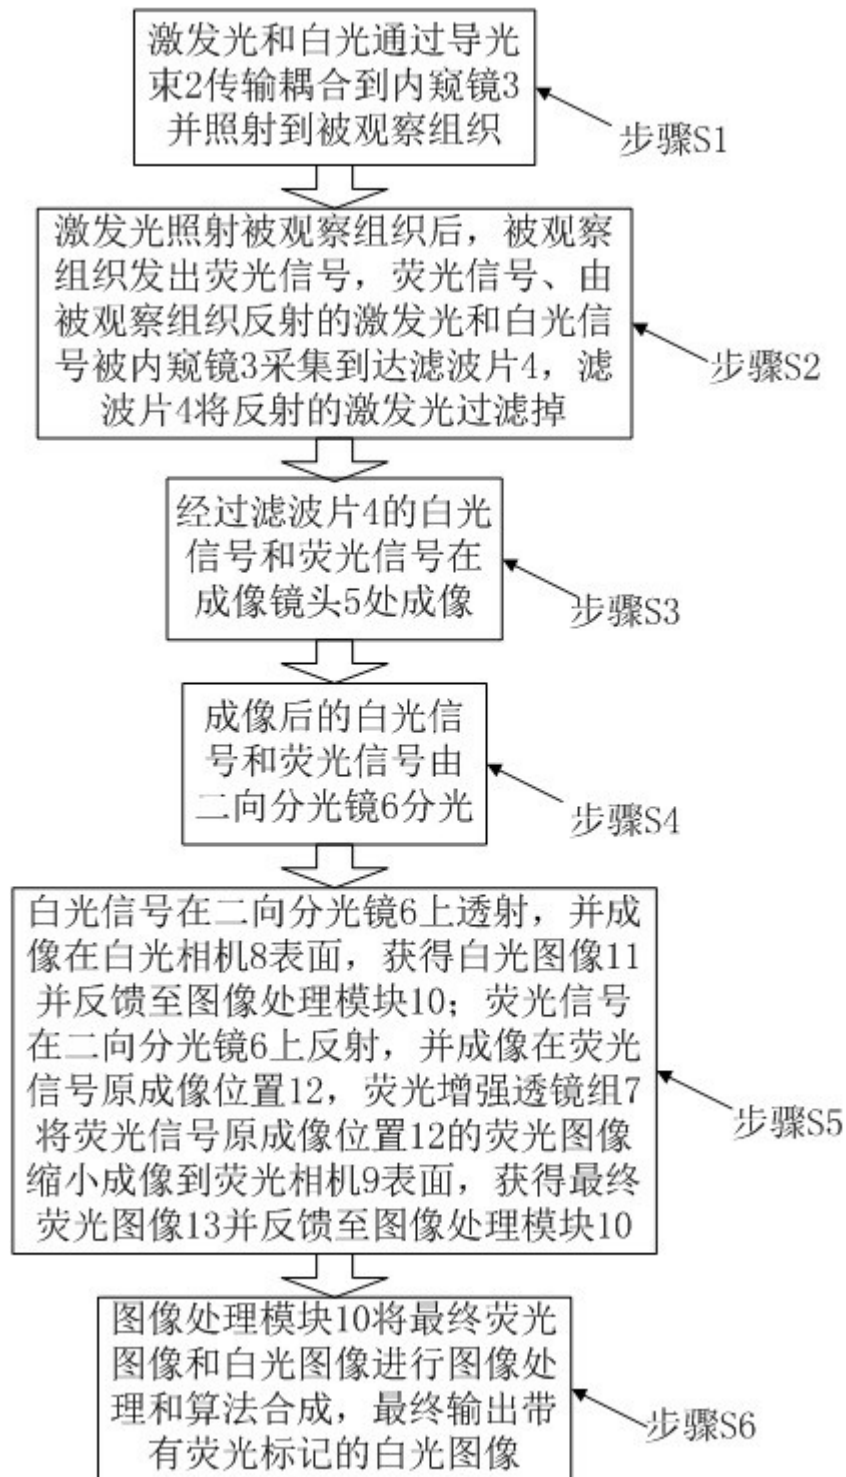 激发光和白光通过导光
束2传输耦合到内窥镜3
并照射到被观察组织
步骤S1
激发光照射被观察组织后，被观察
组织发出荧光信号，荧光信号、由
被观察组织反射的激发光和白光信
号被内窥镜3采集到达滤波片4，滤
波片4将反射的激发光过滤掉
步骤S2
经过滤波片4的白光
信号和荧光信号在
成像镜头5处成像
步骤S3
成像后的白光信
号和荧光信号由
二向分光镜6分光
步骤S4
白光信号在二向分光镜6上透射，并成
像在白光相机8表面，获得白光图像11
并反馈至图像处理模块10；荧光信号
在二向分光镜6上反射，并成像在荧光
信号原成像位置12，荧光增强透镜组7
将荧光信号原成像位置12的荧光图像
缩小成像到荧光相机9表面，获得最终
荧光图像13并反馈至图像处理模块10
步骤S5
图像处理模块10将最终荧光
图像和白光图像进行图像处
理和算法合成，最终输出带
有荧光标记的白光图像
步骤S6